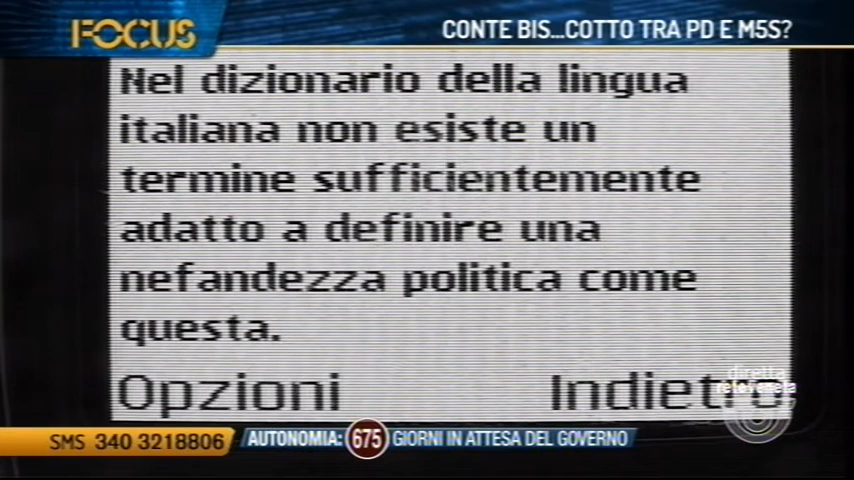 FOCUS
CONTE BIS...COTTO TRA PD E M5S?
Nel dizionario della lingua
italiana non esiste un
termine sufficientemente
adatto a definire una
nefandezza politica come
questa.
Opzioni Indietro
diretta
reteveneta
SMS 340 3218806
AUTONOMIA: 675 GIORNI IN ATTESA DEL GOVERNO